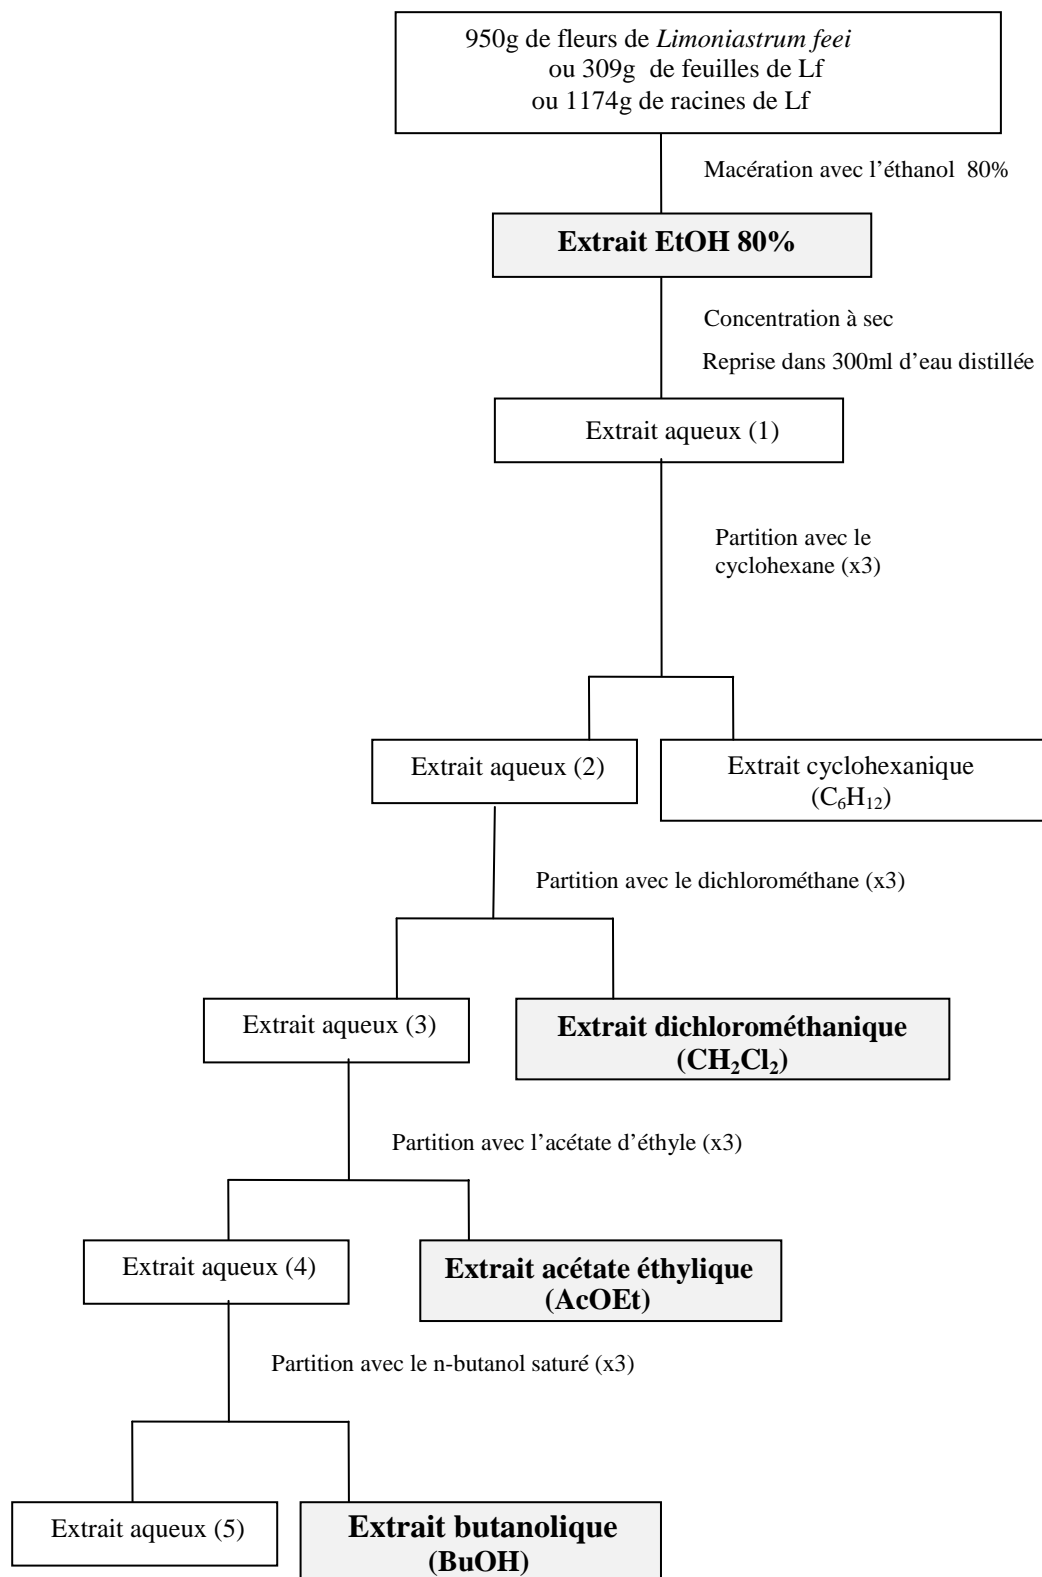 950g de fleurs de Limoniastrum feei
ou 309g de feuilles de Lf
ou 1174g de racines de Lf
Macération avec l'éthanol 80%
Extrait EtOH 80%
Concentration à sec
Reprise dans 300ml d'eau distillée
Extrait aqueux (1)
Partition avec le
cyclohexane (x3)
Extrait aqueux (2)
Extrait cyclohexanique
(C₆H₁₂)
Partition avec le dichlorométhane (x3)
Extrait aqueux (3)
Extrait dichlorométhanique
(CH₂Cl₂)
Partition avec l'acétate d'éthyle (x3)
Extrait aqueux (4)
Extrait acétate éthylique
(AcOEt)
Partition avec le n-butanol saturé (x3)
Extrait aqueux (5)
Extrait butanolique
(BuOH)